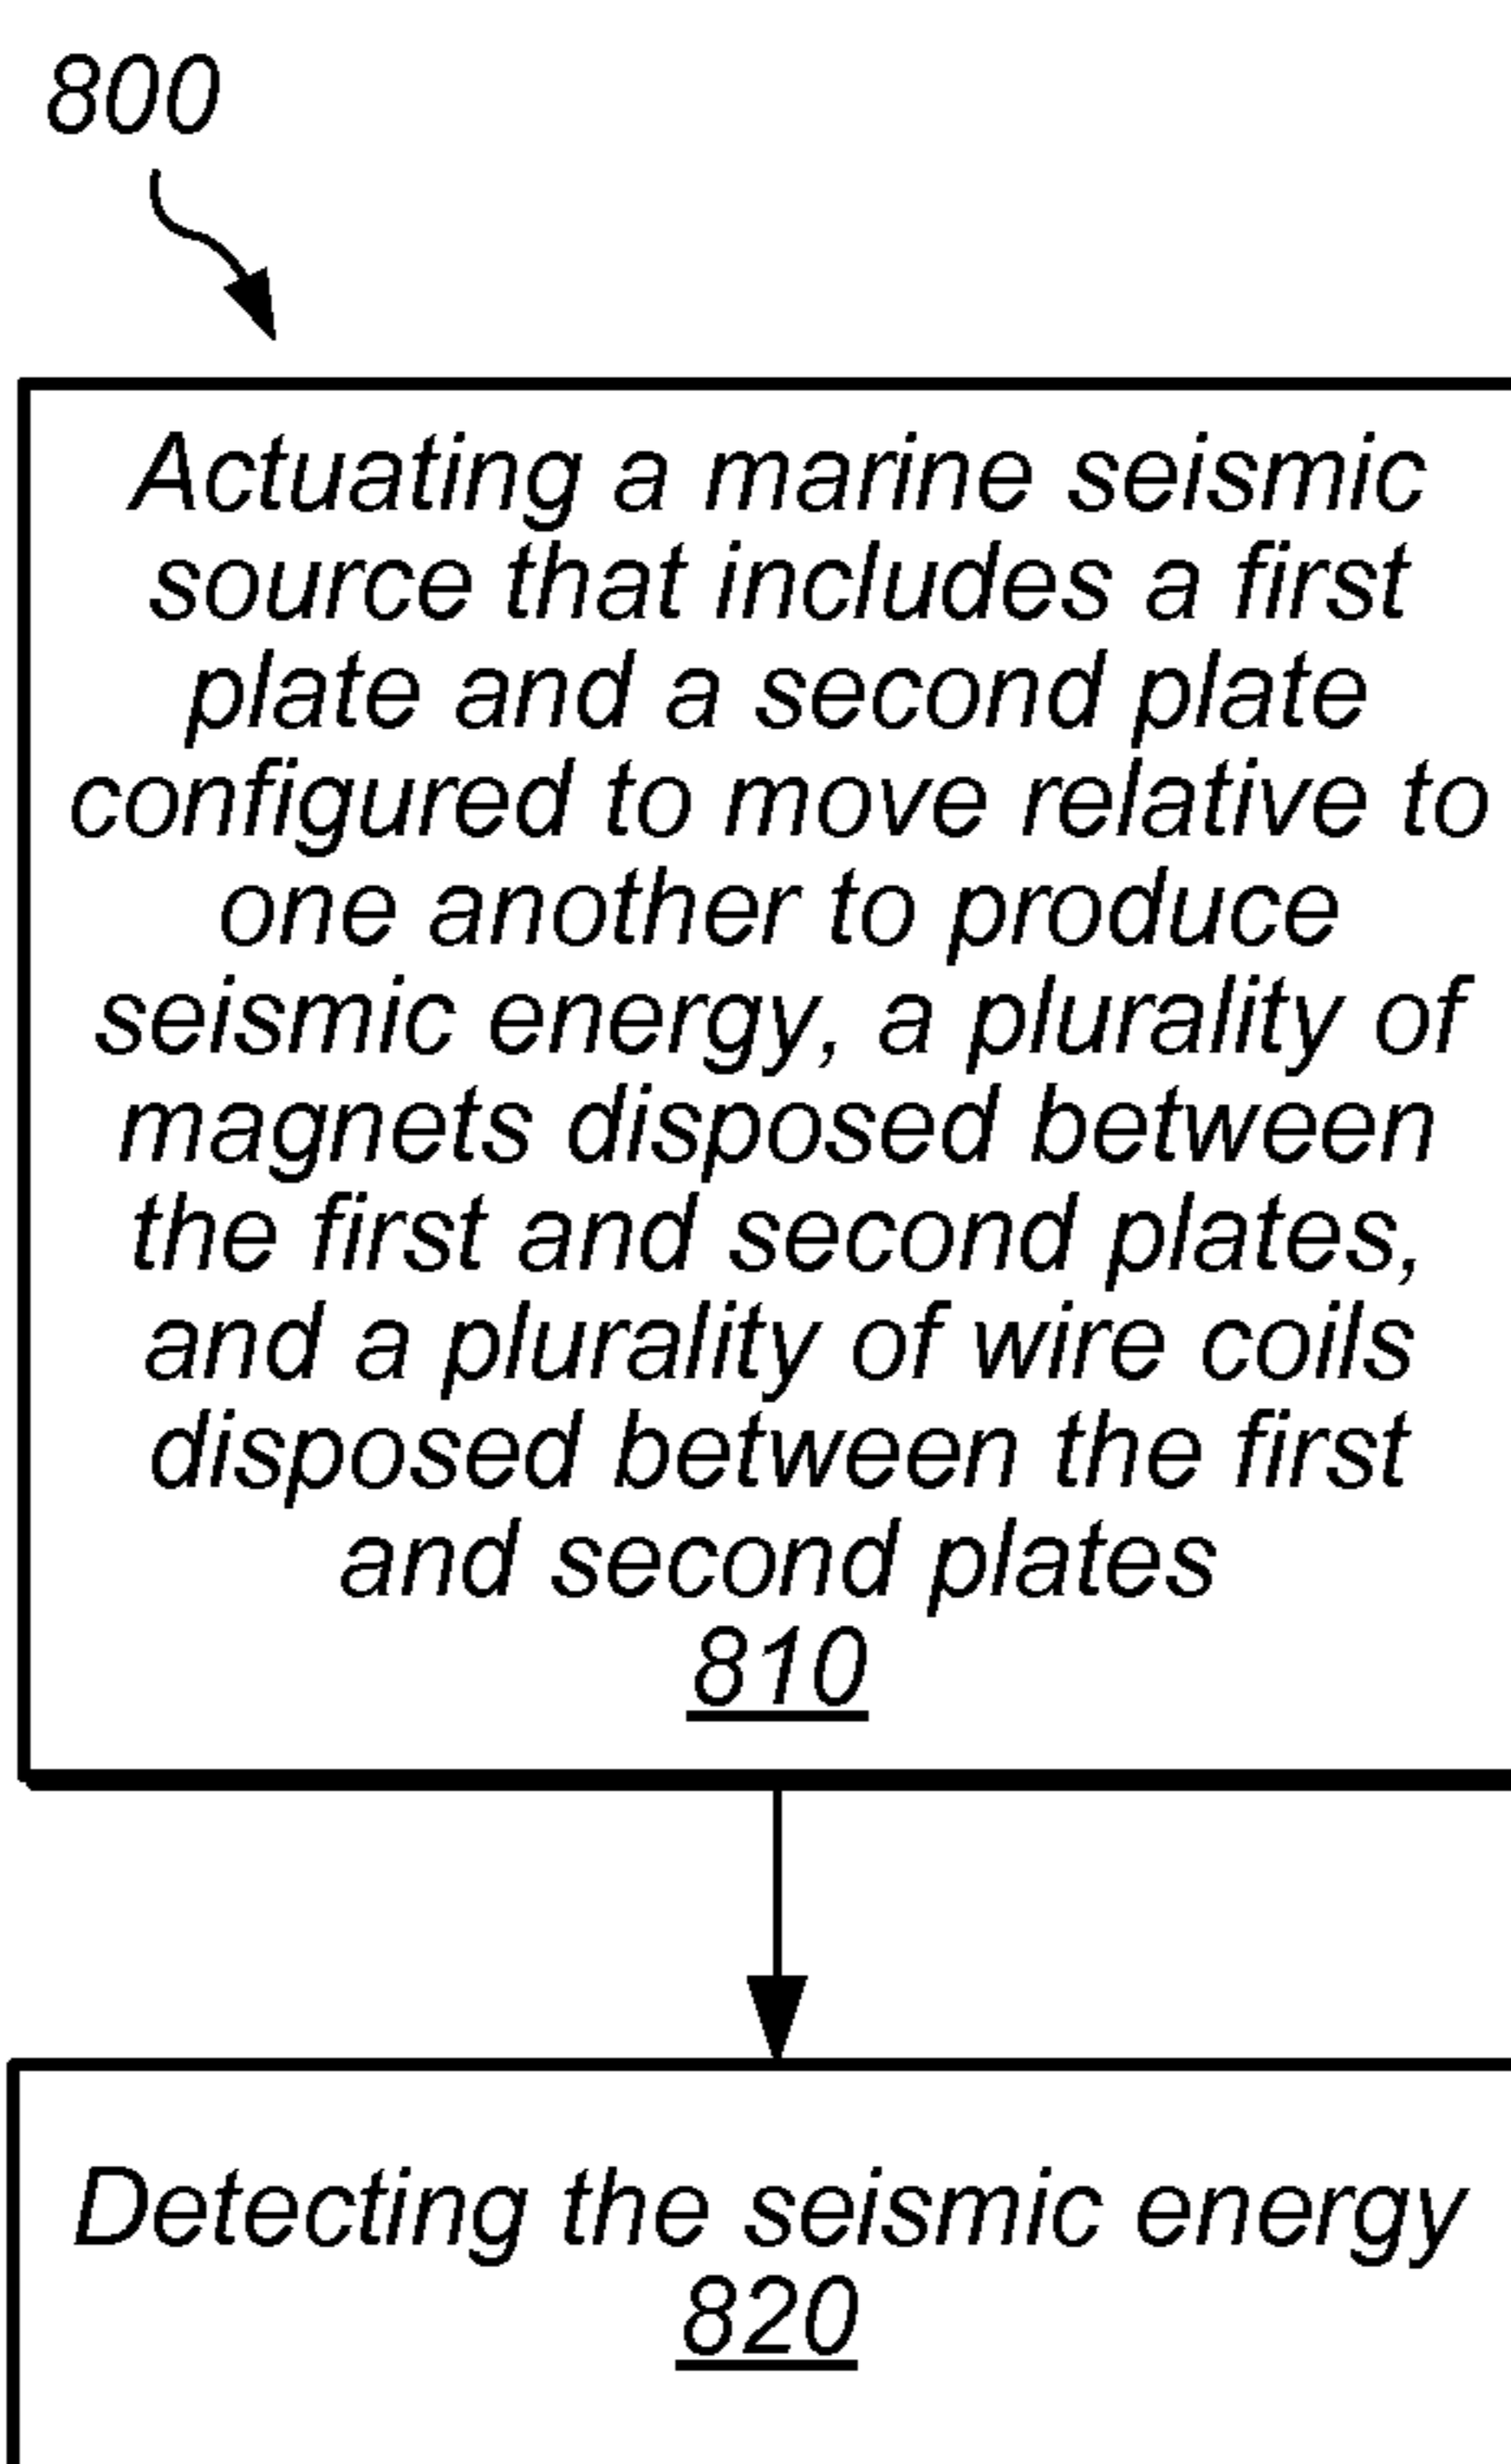 800
Actuating a marine seismic
source that includes a first
plate and a second plate
configured to move relative to
one another to produce
seismic energy, a plurality of
magnets disposed between
the first and second plates,
and a plurality of wire coils
disposed between the first
and second plates
810
Detecting the seismic energy
820